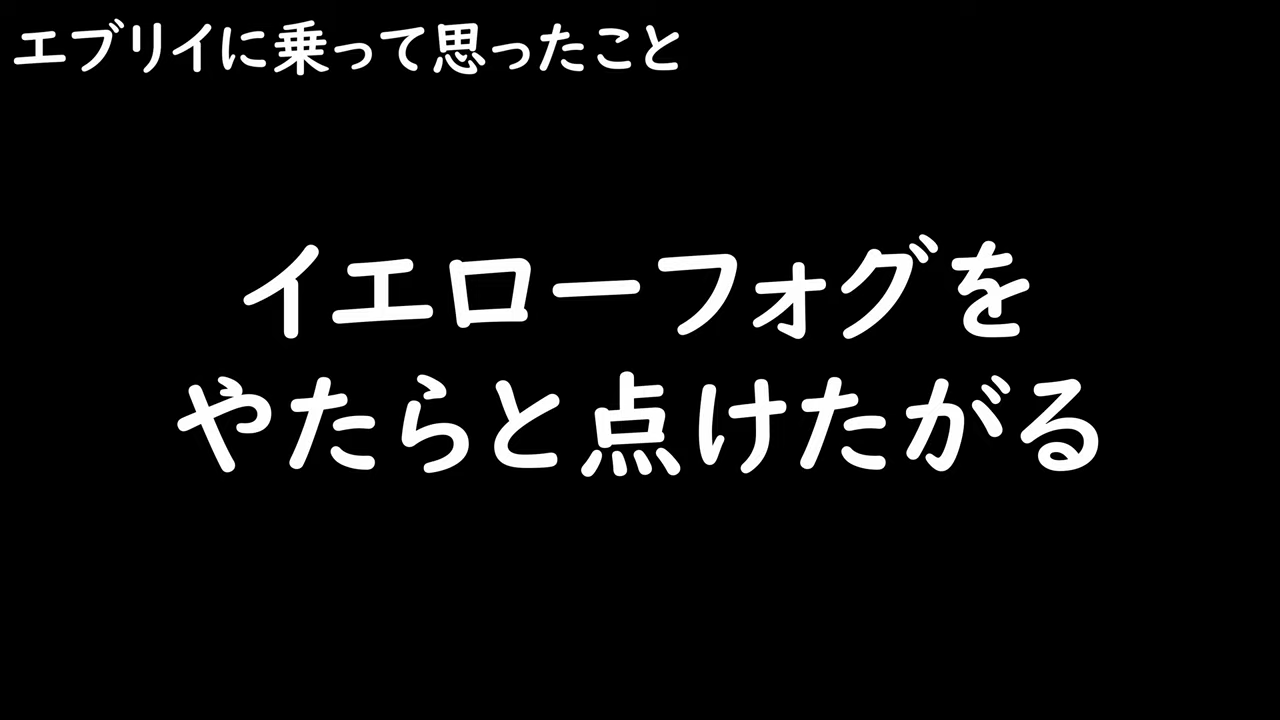 エブリイに乗って思ったこと
イエローフォグを
やたらと点けたがる